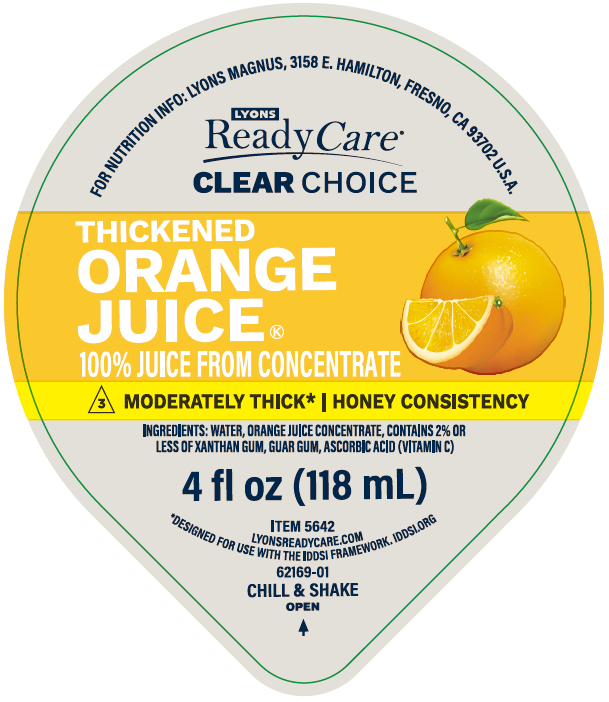 FOR NUTRITION INFO: LYONS MAGNUS, 3158 E. HAMILTON, FRESNO, CA 93702 U.S.A.
LYONS
ReadyCare®
CLEAR CHOICE
THICKENED
ORANGE
JUICE Ⓚ
100% JUICE FROM CONCENTRATE
3 MODERATELY THICK* | HONEY CONSISTENCY
INGREDIENTS: WATER, ORANGE JUICE CONCENTRATE, CONTAINS 2% OR
LESS OF XANTHAN GUM, GUAR GUM, ASCORBIC ACID (VITAMIN C)
4 fl oz (118 mL)
ITEM 5642
LYONSREADYCARE.COM
*DESIGNED FOR USE WITH THE IDDSI FRAMEWORK. IDDSI.ORG
62169-01
CHILL & SHAKE
OPEN